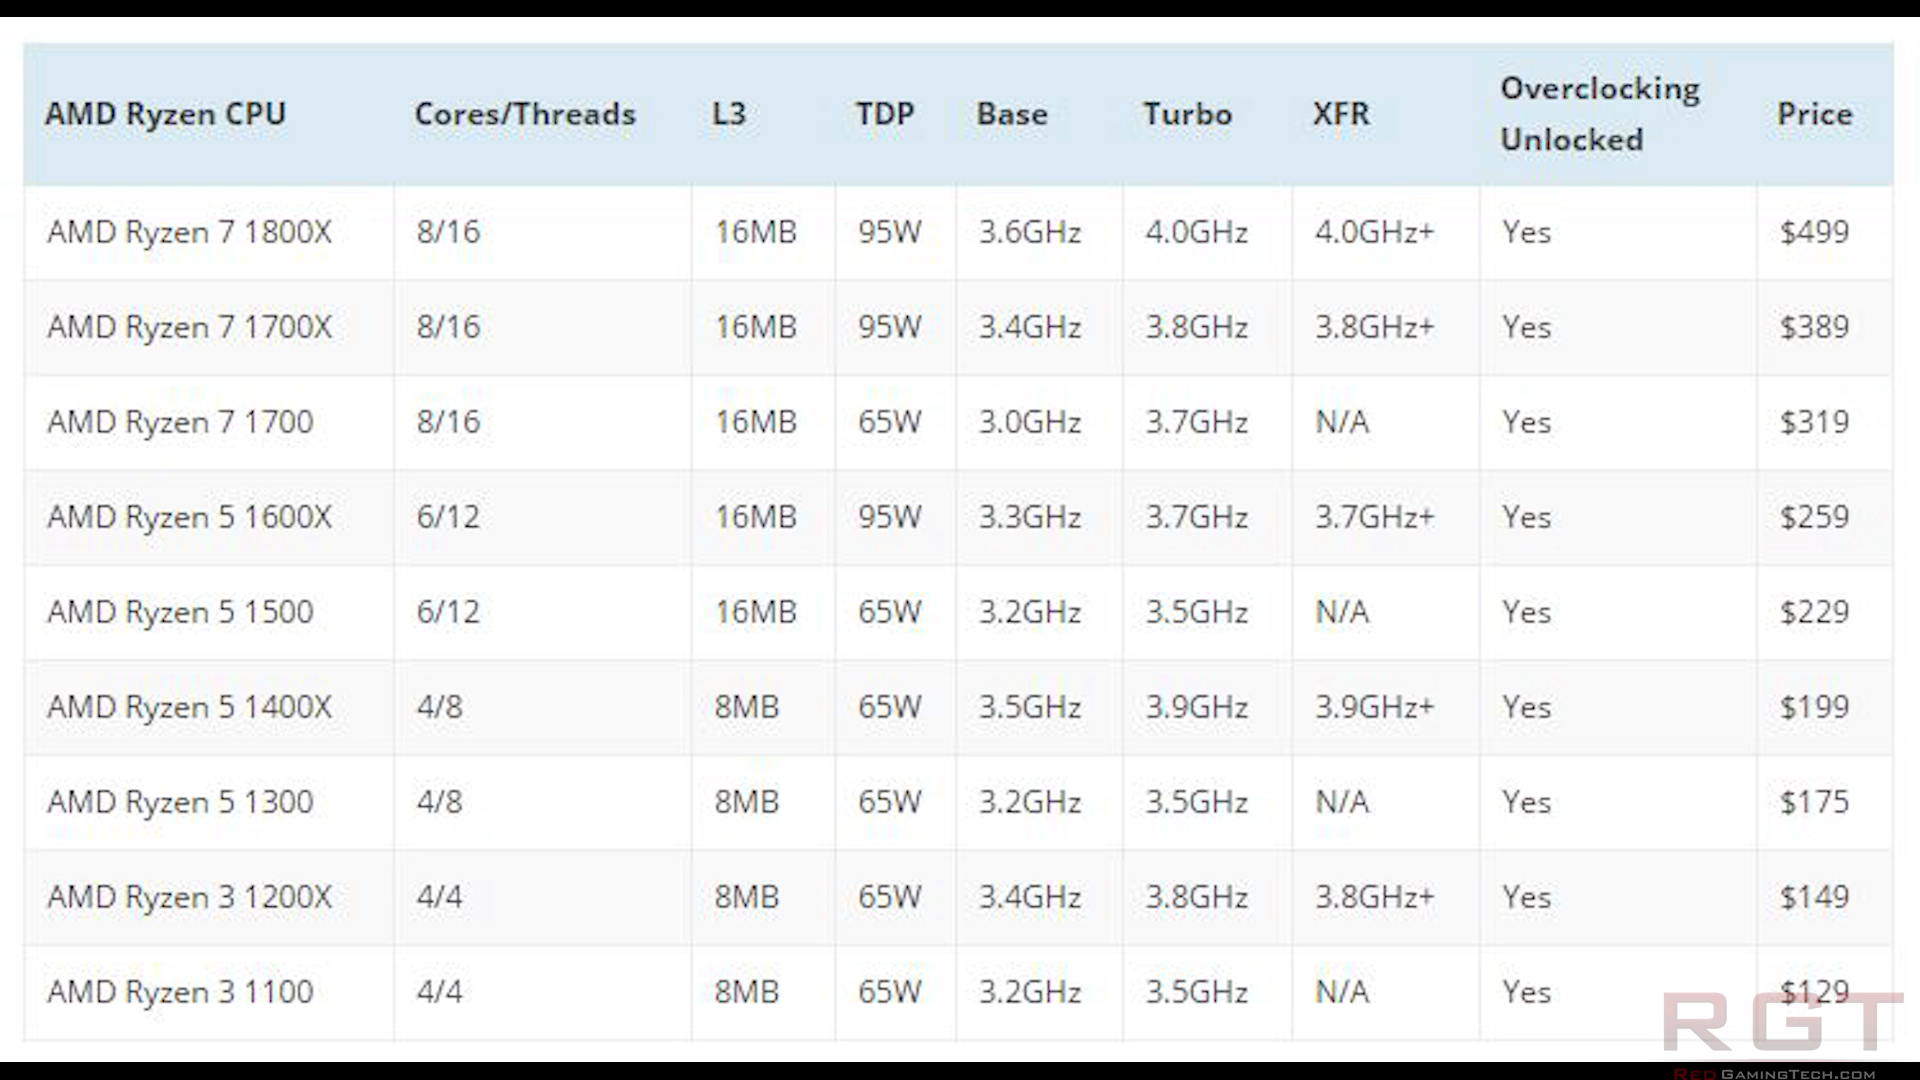 AMD Ryzen CPU Cores/Threads L3 TDP Base Turbo XFR Overclocking Unlocked Price
AMD Ryzen 7 1800X 8/16 16MB 95W 3.6GHz 4.0GHz 4.0GHz+ Yes $499
AMD Ryzen 7 1700X 8/16 16MB 95W 3.4GHz 3.8GHz 3.8GHz+ Yes $389
AMD Ryzen 7 1700 8/16 16MB 65W 3.0GHz 3.7GHz N/A Yes $319
AMD Ryzen 5 1600X 6/12 16MB 95W 3.3GHz 3.7GHz 3.7GHz+ Yes $259
AMD Ryzen 5 1500 6/12 16MB 65W 3.2GHz 3.5GHz N/A Yes $229
AMD Ryzen 5 1400X 4/8 8MB 65W 3.5GHz 3.9GHz 3.9GHz+ Yes $199
AMD Ryzen 5 1300 4/8 8MB 65W 3.2GHz 3.5GHz N/A Yes $175
AMD Ryzen 3 1200X 4/4 8MB 65W 3.4GHz 3.8GHz 3.8GHz+ Yes $149
AMD Ryzen 3 1100 4/4 8MB 65W 3.2GHz 3.5GHz N/A Yes $129
RGT
RED GAMINGTECH.COM